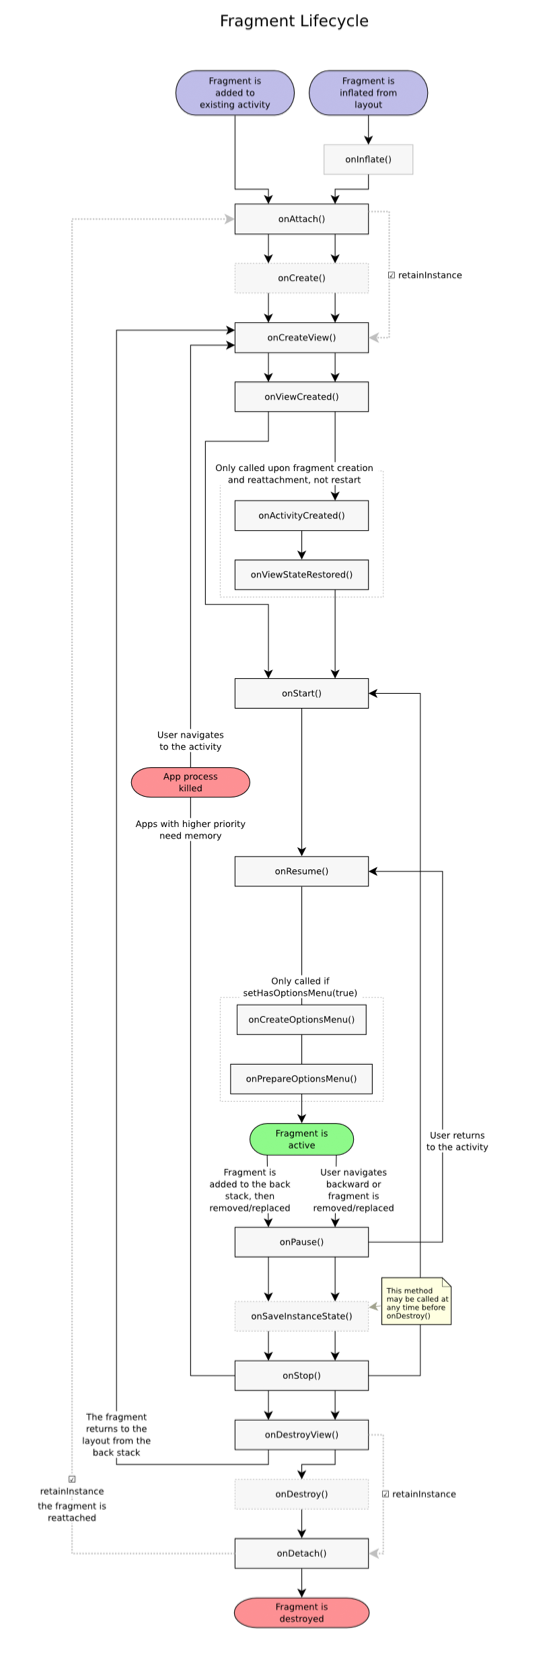 Fragment Lifecycle
Fragment is
added to
existing activity
Fragment is
inflated from
layout
onInflate()
onAttach()
onCreate()
☑ retainInstance
onCreateView()
onViewCreated()
Only called upon fragment creation
and reattachment, not restart
onActivityCreated()
onViewStateRestored()
onStart()
User navigates
to the activity
App process
killed
Apps with higher priority
need memory
onResume()
Only called if
setHasOptionsMenu(true)
onCreateOptionsMenu()
onPrepareOptionsMenu()
Fragment is
active
User returns
to the activity
Fragment is
added to the back
stack, then
removed/replaced
User navigates
backward or
fragment is
removed/replaced
onPause()
This method
may be called at
any time before
onDestroy()
onSaveInstanceState()
onStop()
The fragment
returns to the
layout from the
back stack
onDestroyView()
☑
retainInstance
the fragment is
reattached
onDestroy()
☑ retainInstance
onDetach()
Fragment is
destroyed